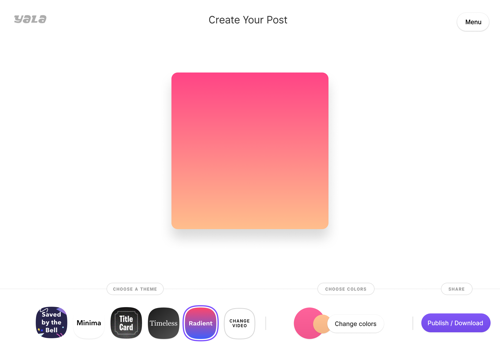 YALA
Create Your Post
Menu
CHOOSE A THEME
CHOOSE COLORS
SHARE
Saved
by the
Bell
Minima
Title
Card
Timeless
Radient
CHANGE
VIDEO
Change colors
Publish / Download